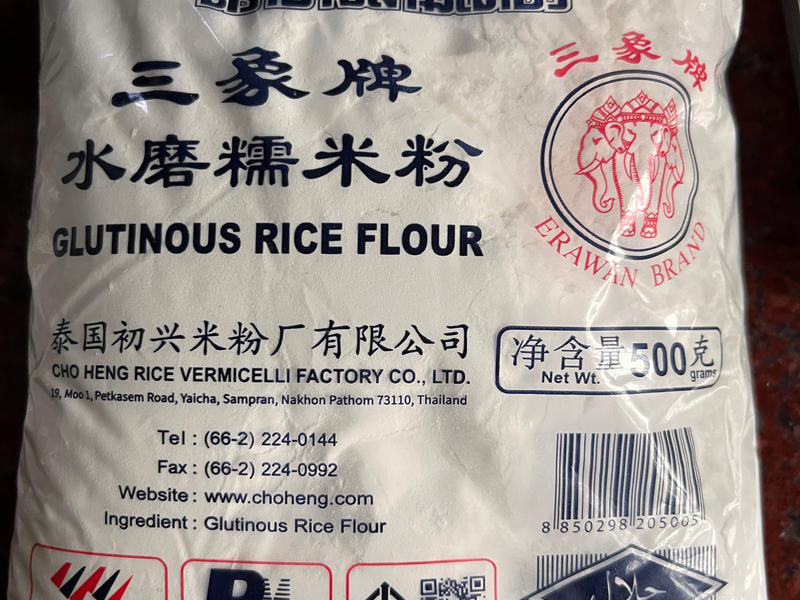 三象牌
水磨糯米粉
GLUTINOUS RICE FLOUR
三象牌
ERAWAN BRAND
泰国初兴米粉厂有限公司
CHO HENG RICE VERMICELLI FACTORY CO., LTD.
19, Moo 1, Petkasem Road, Yaicha, Sampran, Nakhon Pathom 73110, Thailand
净含量 500克
Net Wt. grams
Tel : (66-2) 224-0144
Fax : (66-2) 224-0992
Website : www.choheng.com
Ingredient : Glutinous Rice Flour
8 850298 205005
حلال